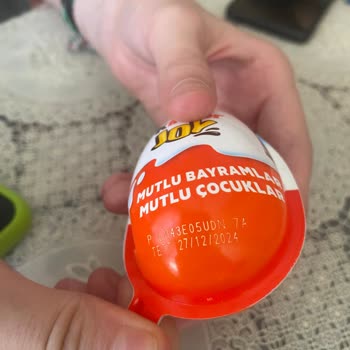 JOY
MUTLU BAYRAMLAR
MUTLU ÇOCUKLAR
27/12/2024